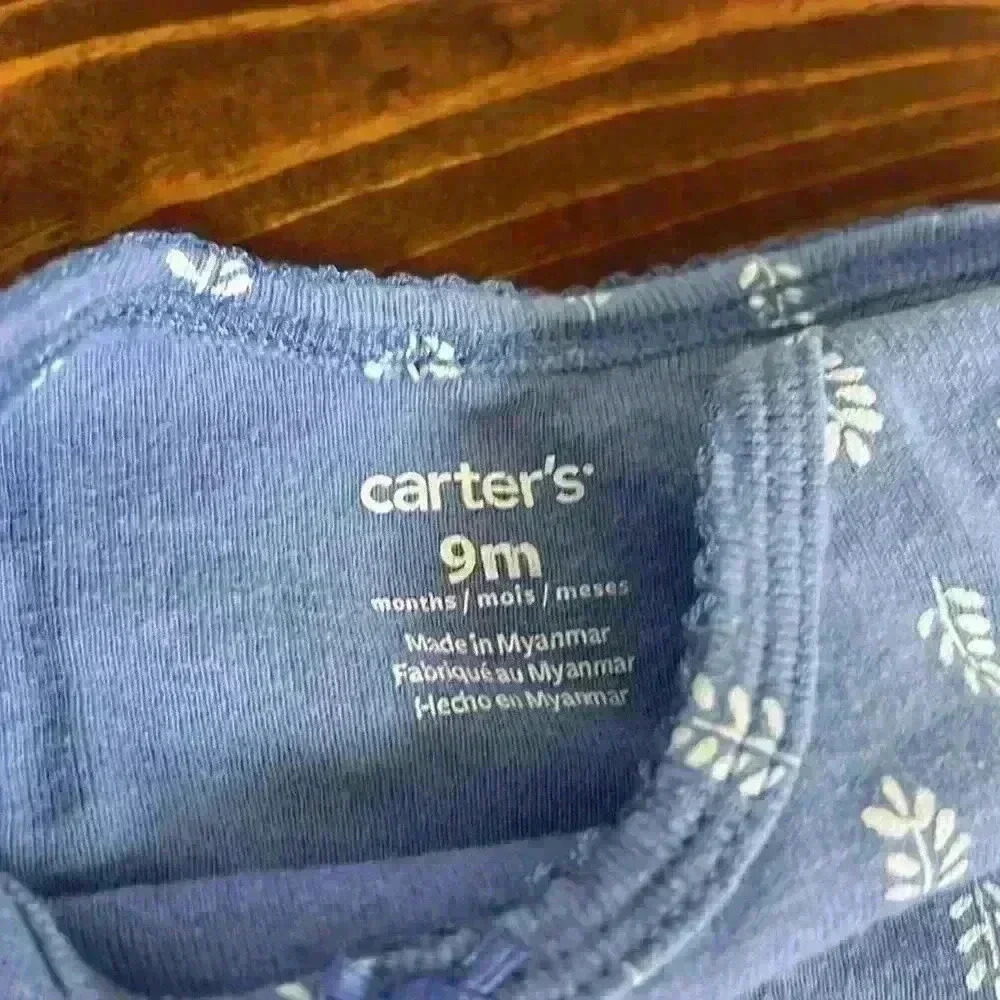 carter's
9m
months / mois / meses
Made in Myanmar
Fabriqué au Myanmar
Hecho en Myanmar